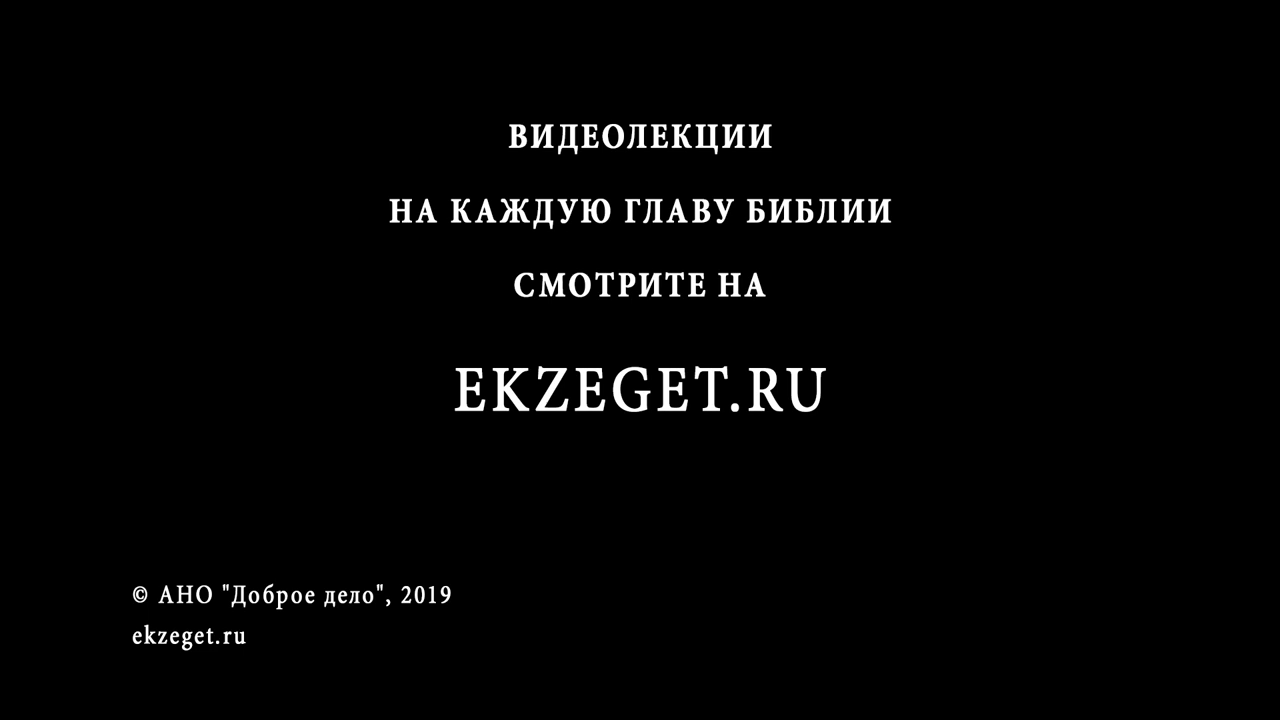 ВИДЕОЛЕКЦИИ
НА КАЖДУЮ ГЛАВУ БИБЛИИ
СМОТРИТЕ НА
EKZEGET.RU
© АНО "Доброе дело", 2019
ekzeget.ru